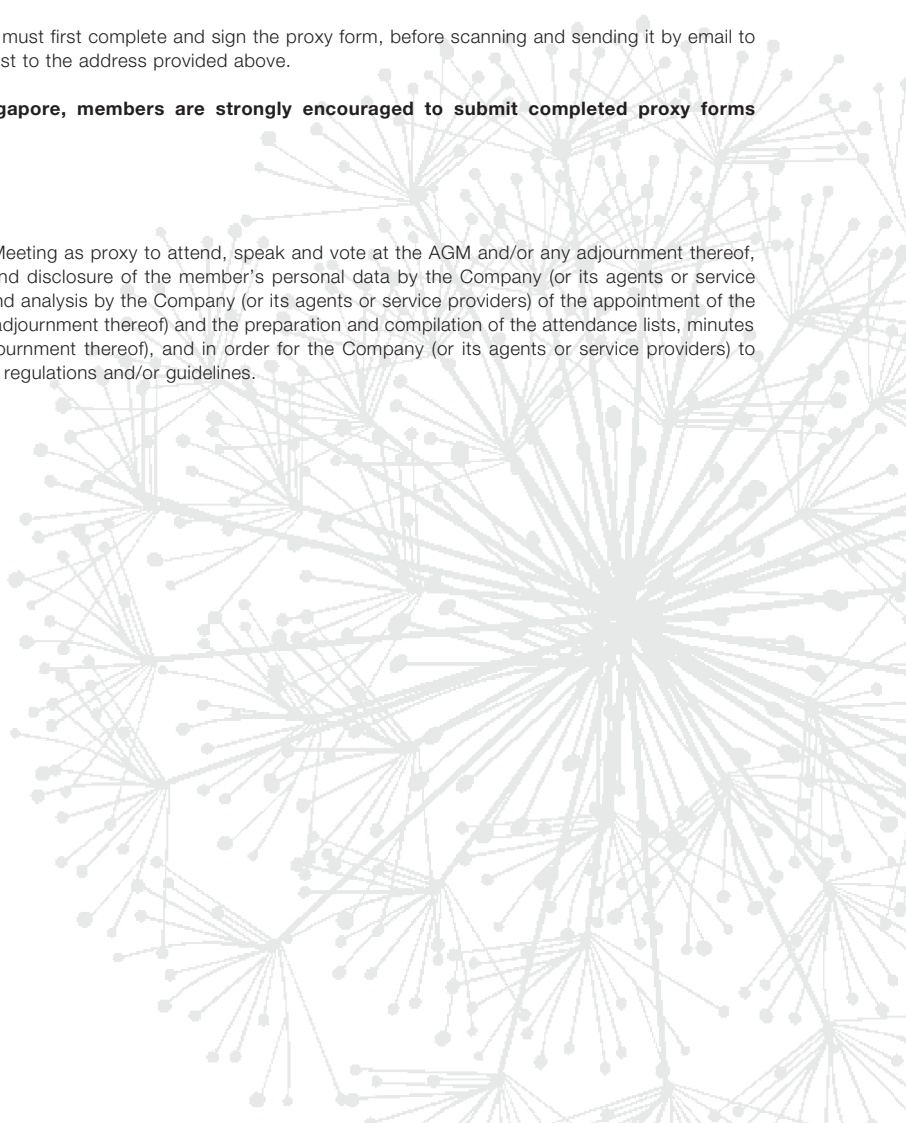 must first complete and sign the proxy form, before scanning and sending it by email to
st to the address provided above.
gapore, members are strongly encouraged to submit completed proxy forms
Meeting as proxy to attend, speak and vote at the AGM and/or any adjournment thereof,
nd disclosure of the member's personal data by the Company (or its agents or service
nd analysis by the Company (or its agents or service providers) of the appointment of the
adjournment thereof) and the preparation and compilation of the attendance lists, minutes
ournment thereof), and in order for the Company (or its agents or service providers) to
regulations and/or guidelines.